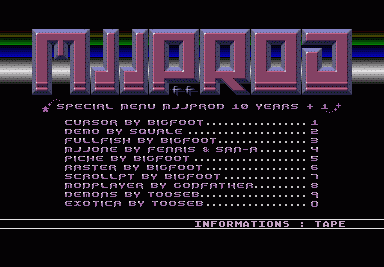 MJJPROD
SPECIAL MENU MJJPROD 10 YEARS + 1
CURSOR BY BIGFOOT...................1
DEMO BY SQUALE......................2
FULLFISH BY BIGFOOT.................3
MJJONE BY FENRIS & SAN-A............4
PICHE BY BIGFOOT....................5
RASTER BY BIGFOOT...................6
SCROLLPT BY BIGFOOT.................7
MODPLAYER BY GODFATHER..............8
DEMONS BY TOOSEB....................9
EXOTICA BY TOOSEB...................0
INFORMATIONS : TAPE